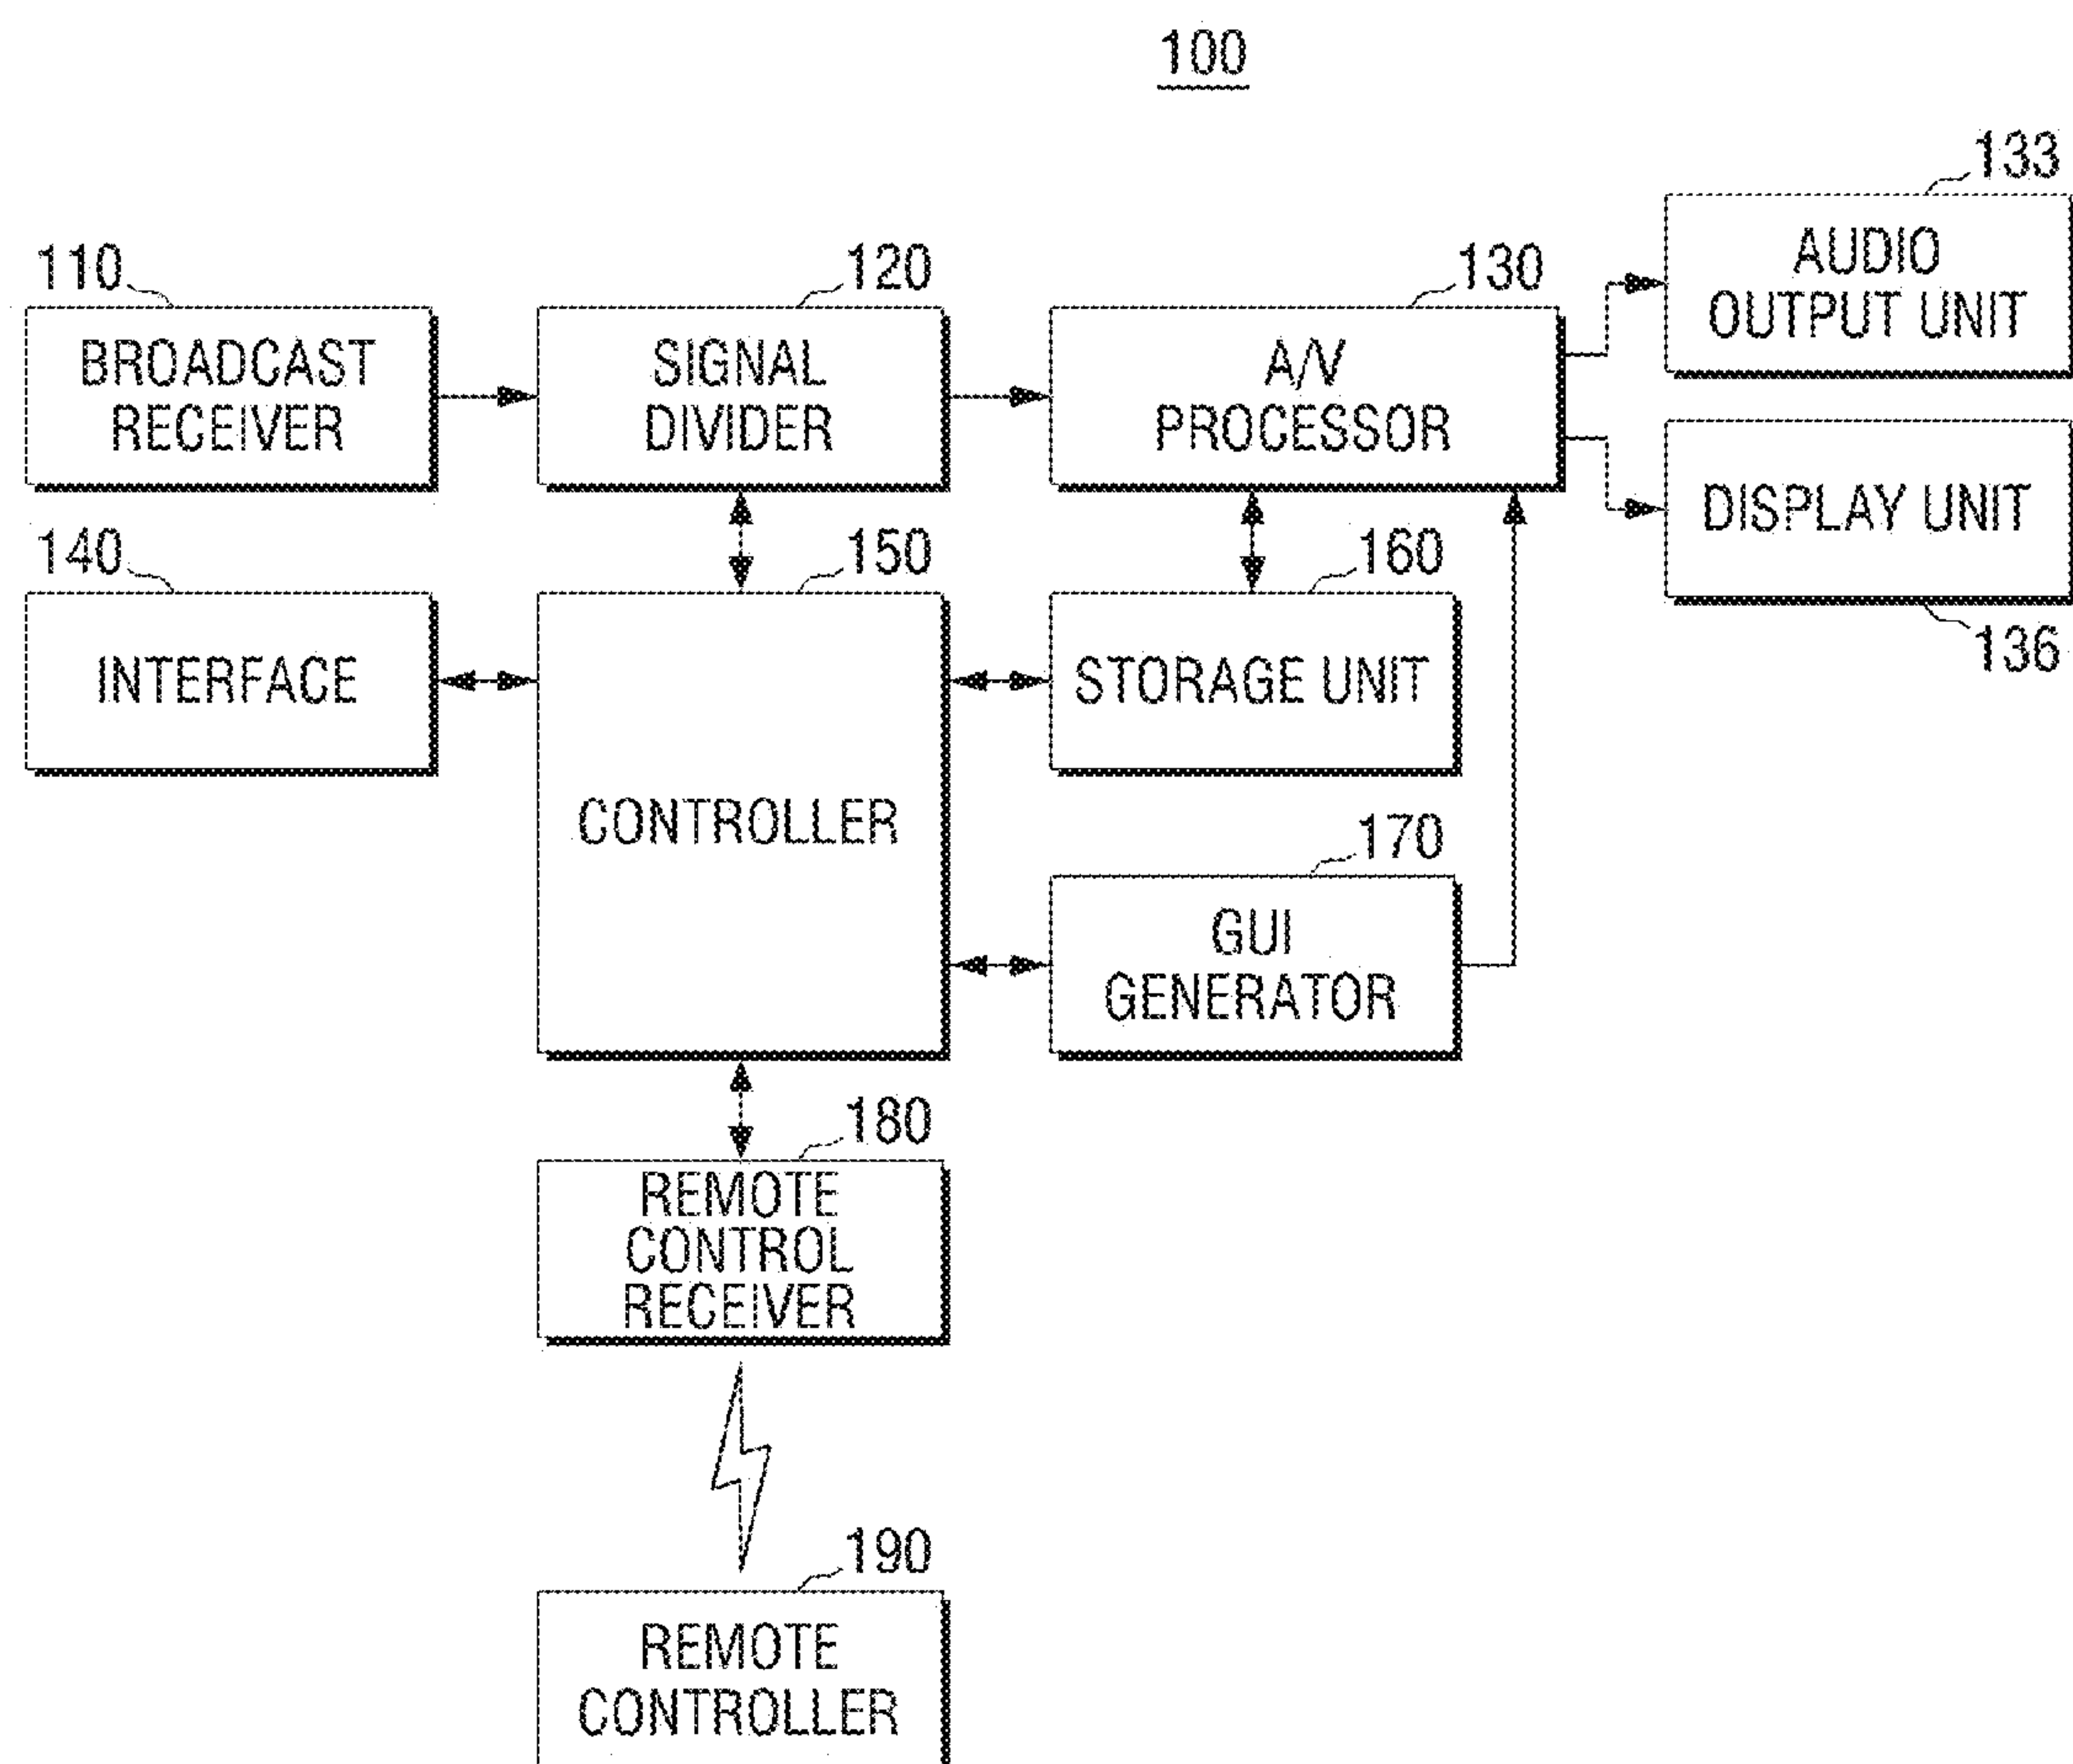 100
133
AUDIO
OUTPUT UNIT
110
BROADCAST
RECEIVER
120
SIGNAL
DIVIDER
130
A/V
PROCESSOR
DISPLAY UNIT
136
140
INTERFACE
150
CONTROLLER
160
STORAGE UNIT
170
GUI
GENERATOR
180
REMOTE
CONTROL
RECEIVER
190
REMOTE
CONTROLLER